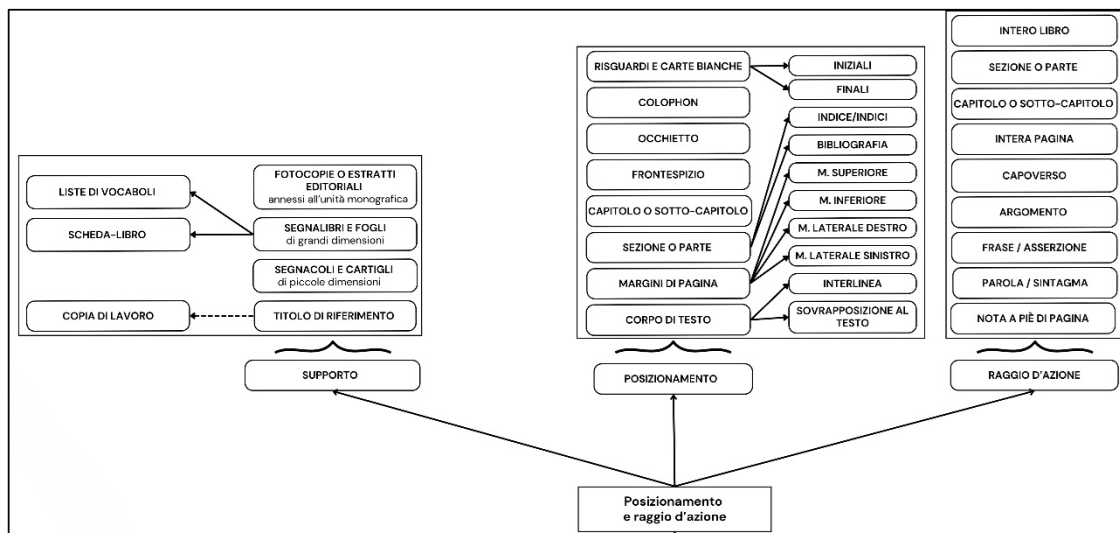 LISTE DI VOCABOLI
SCHEDA-LIBRO
COPIA DI LAVORO
FOTOCOPIE O ESTRATTI
EDITORIALI
annessi all'unità monografica
SEGNALIBRI E FOGLI
di grandi dimensioni
SEGNACOLI E CARTIGLI
di piccole dimensioni
TITOLO DI RIFERIMENTO
SUPPORTO
RISGUARDI E CARTE BIANCHE
COLOPHON
OCCHIETTO
FRONTESPIZIO
CAPITOLO O SOTTO-CAPITOLO
SEZIONE O PARTE
MARGINI DI PAGINA
CORPO DI TESTO
INIZIALI
FINALI
INDICE/INDICI
BIBLIOGRAFIA
M. SUPERIORE
M. INFERIORE
M. LATERALE DESTRO
M. LATERALE SINISTRO
INTERLINEA
SOVRAPPOSIZIONE AL
TESTO
POSIZIONAMENTO
INTERO LIBRO
SEZIONE O PARTE
CAPITOLO O SOTTO-CAPITOLO
INTERA PAGINA
CAPOVERSO
ARGOMENTO
FRASE / ASSERZIONE
PAROLA / SINTAGMA
NOTA A PIÈ DI PAGINA
RAGGIO D'AZIONE
Posizionamento
e raggio d'azione